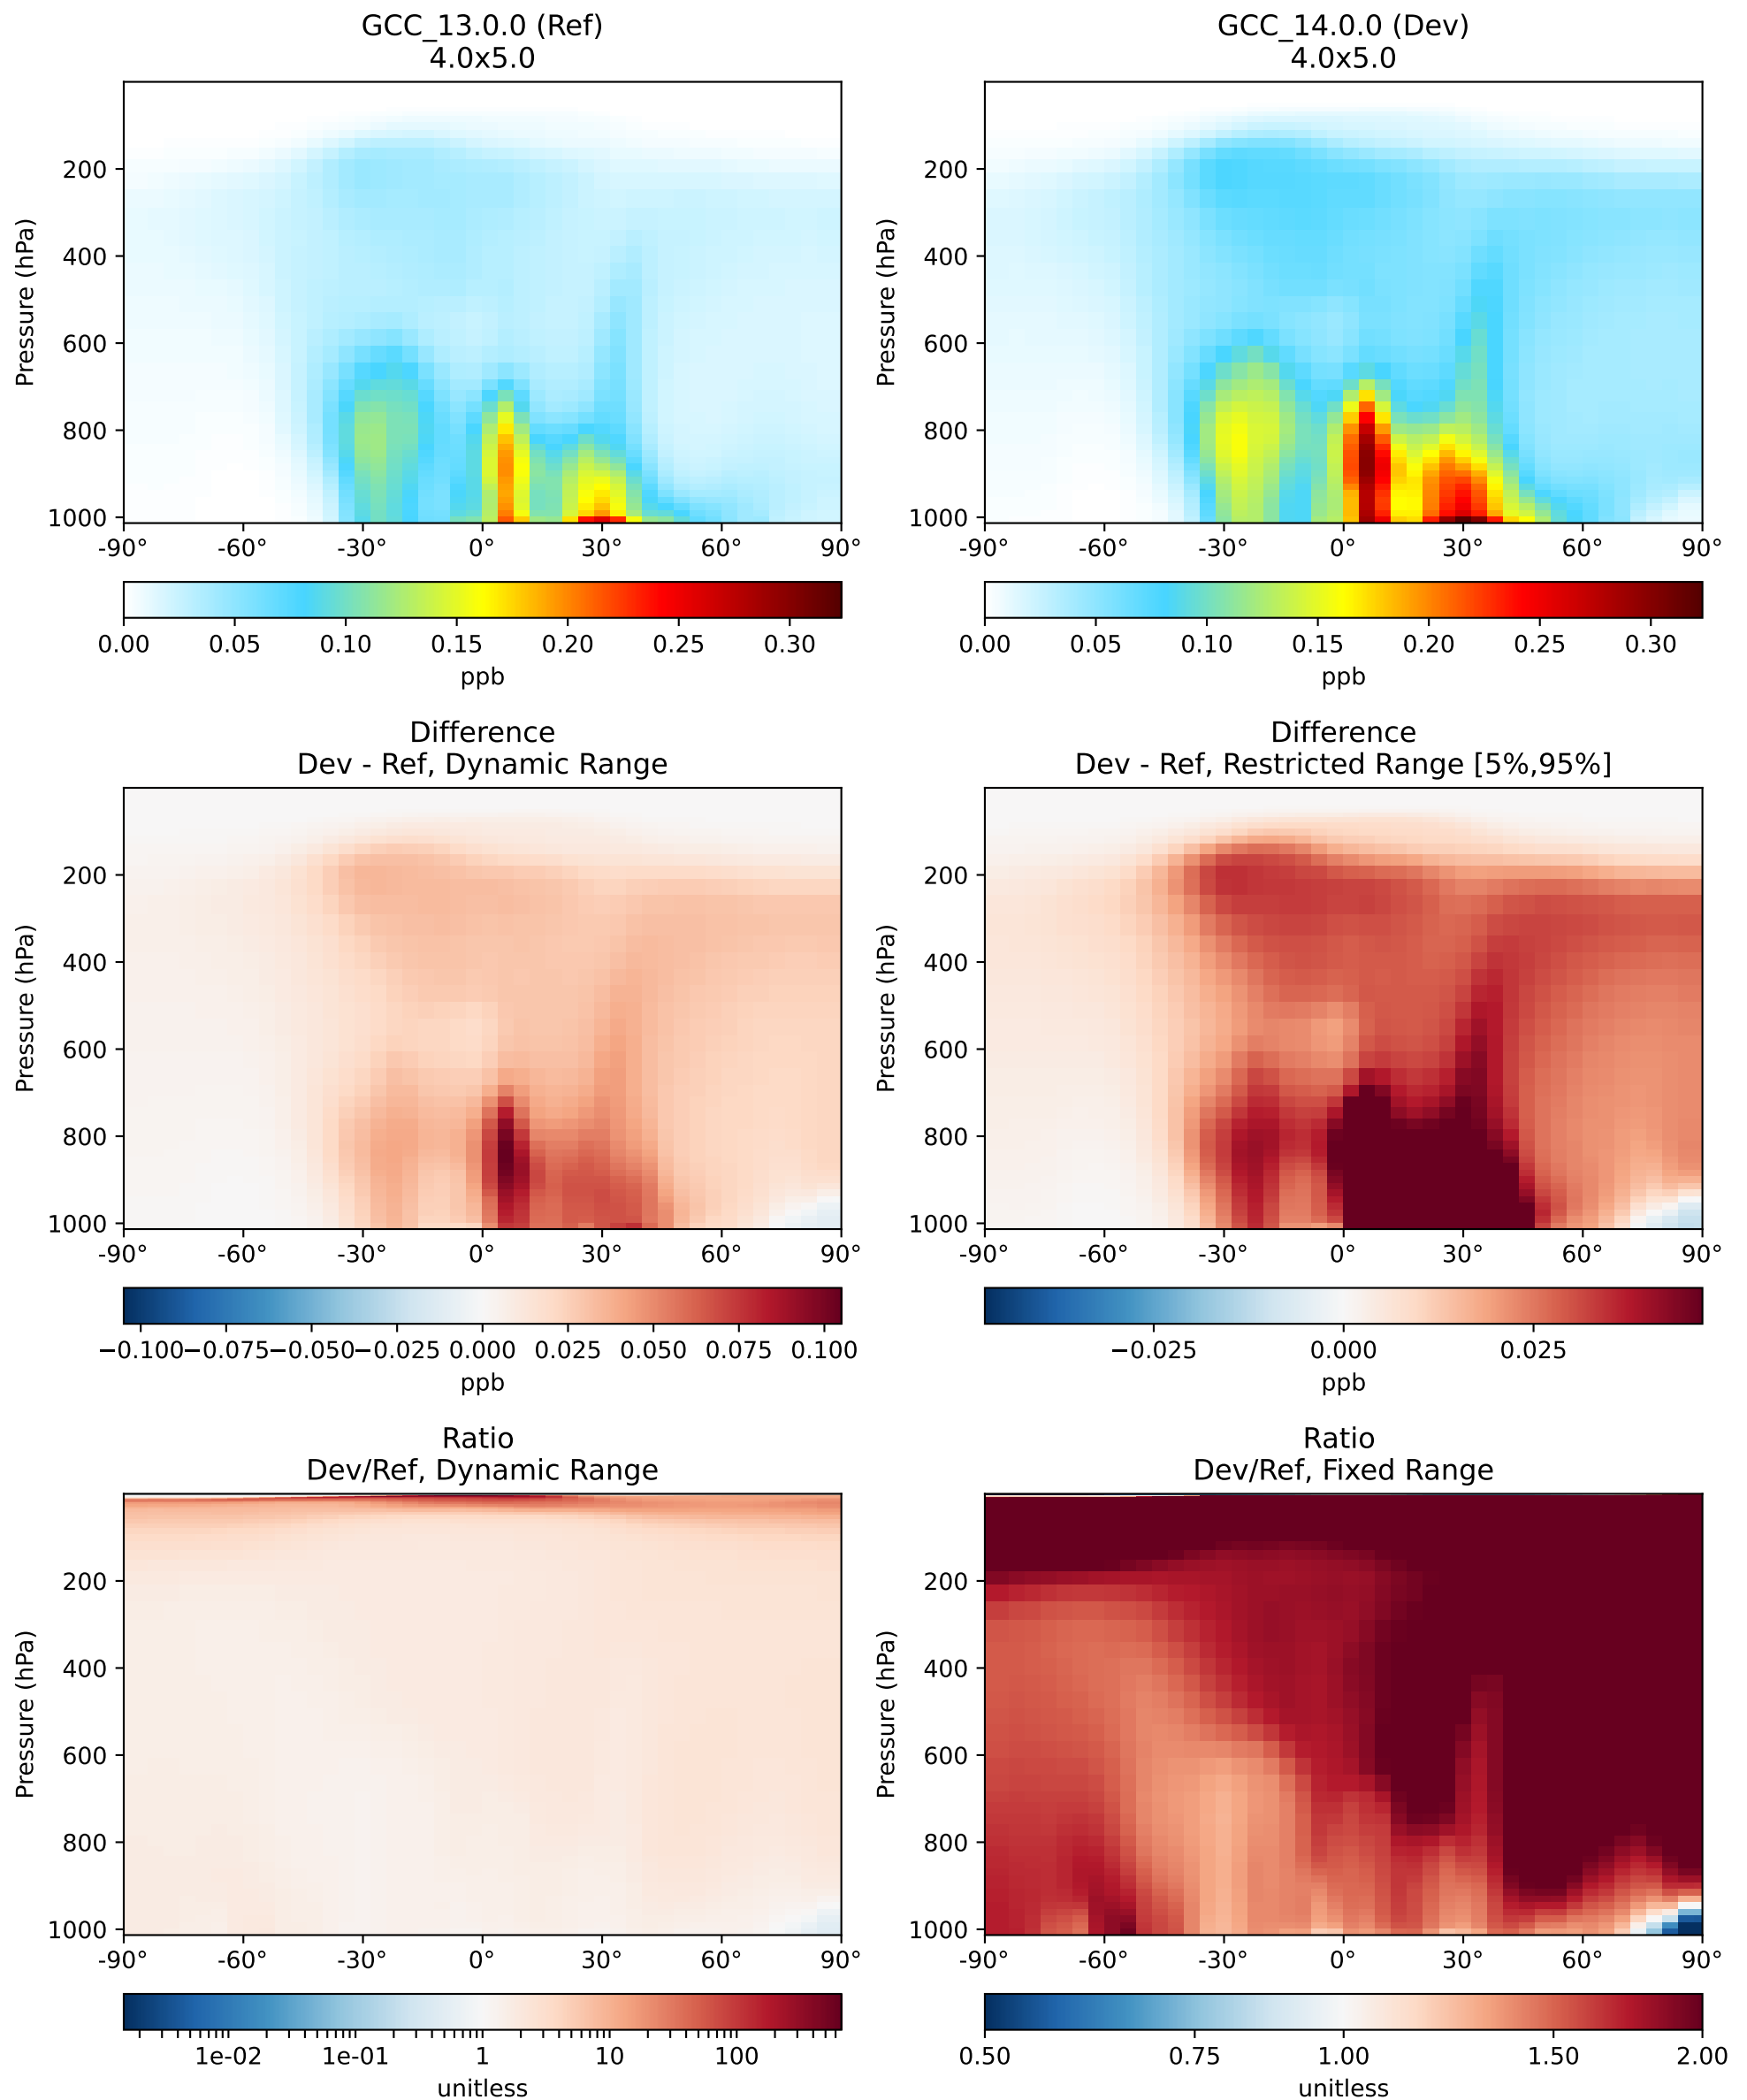 GCC_13.0.0 (Ref)
4.0x5.0
Pressure (hPa)
200
400
600
800
1000
-90° -60° -30° 0° 30° 60° 90°
0.00 0.05 0.10 0.15 0.20 0.25 0.30
ppb
GCC_14.0.0 (Dev)
4.0x5.0
Pressure (hPa)
200
400
600
800
1000
-90° -60° -30° 0° 30° 60° 90°
0.00 0.05 0.10 0.15 0.20 0.25 0.30
ppb
Difference
Dev - Ref, Dynamic Range
Pressure (hPa)
200
400
600
800
1000
-90° -60° -30° 0° 30° 60° 90°
−0.100 −0.075 −0.050 −0.025 0.000 0.025 0.050 0.075 0.100
ppb
Difference
Dev - Ref, Restricted Range [5%,95%]
Pressure (hPa)
200
400
600
800
1000
-90° -60° -30° 0° 30° 60° 90°
−0.025 0.000 0.025
ppb
Ratio
Dev/Ref, Dynamic Range
Pressure (hPa)
200
400
600
800
1000
-90° -60° -30° 0° 30° 60° 90°
1e-02 1e-01 1 10 100
unitless
Ratio
Dev/Ref, Fixed Range
Pressure (hPa)
200
400
600
800
1000
-90° -60° -30° 0° 30° 60° 90°
0.50 0.75 1.00 1.50 2.00
unitless